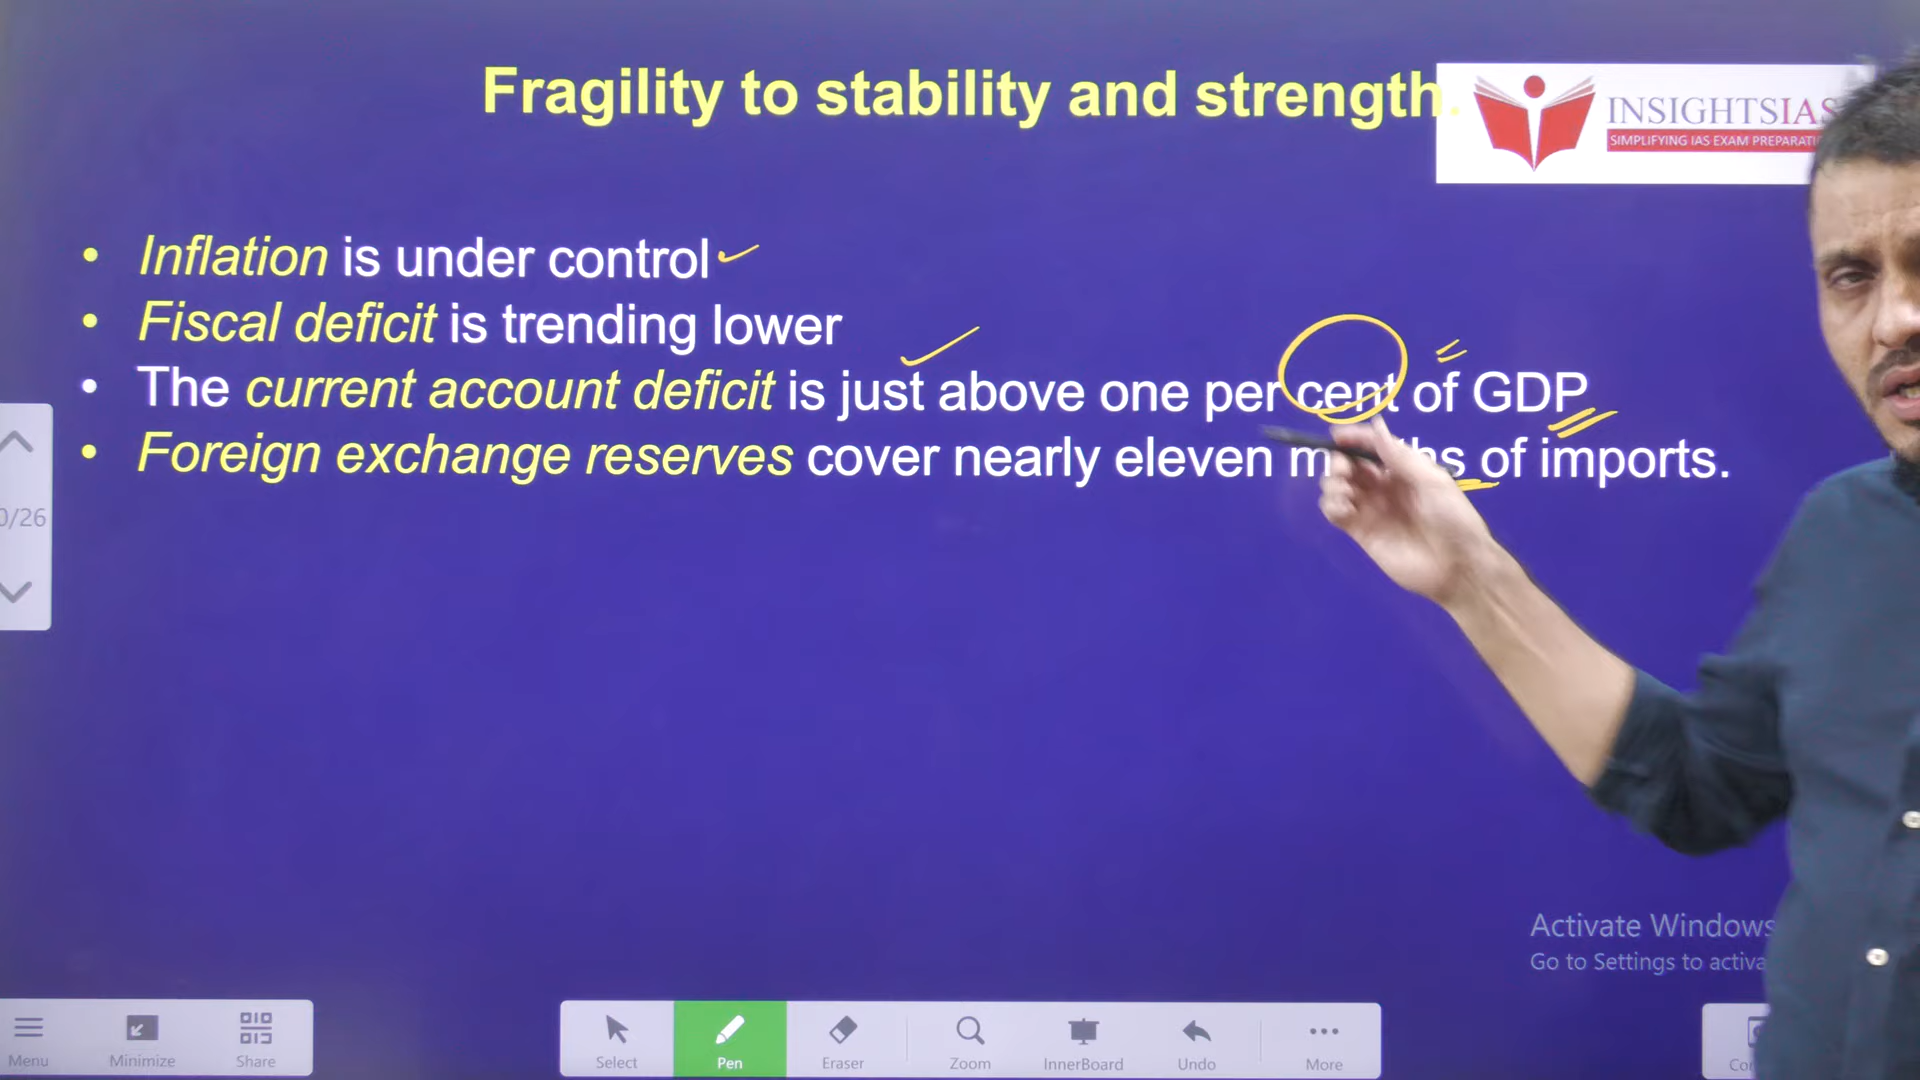 Fragility to stability and strength.
INSIGHTSIAS
SIMPLIFYING IAS EXAM
• Inflation is under control
• Fiscal deficit is trending lower
• The current account deficit is just above one per cent of GDP
• Foreign exchange reserves cover nearly eleven of imports.
0/26
Activate Windows
Go to Settings to
Menu
Minimize
Share
Select
Pen
Eraser
Zoom
InnerBoard
Undo
More